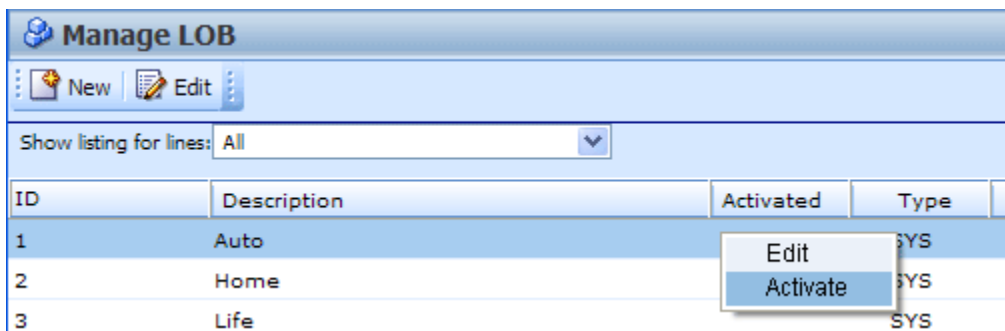 Manage LOB
New Edit
Show listing for lines: All
ID Description Activated Type
1 Auto SYS
Edit
2 Home SYS
Activate
3 Life SYS